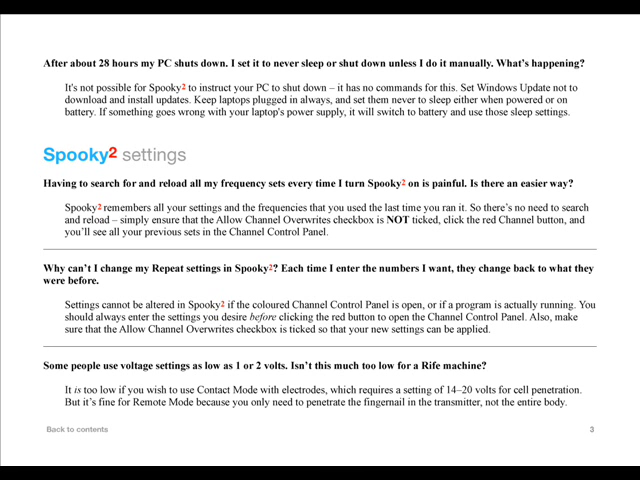 After about 28 hours my PC shuts down. I set it to never sleep or shut down unless I do it manually. What's happening?
It's not possible for Spooky2 to instruct your PC to shut down – it has no commands for this. Set Windows Update not to
download and install updates. Keep laptops plugged in always, and set them never to sleep either when powered or on
battery. If something goes wrong with your laptop's power supply, it will switch to battery and use those sleep settings.
Spooky2 settings
Having to search for and reload all my frequency sets every time I turn Spooky2 on is painful. Is there an easier way?
Spooky2 remembers all your settings and the frequencies that you used the last time you ran it. So there's no need to search
and reload – simply ensure that the Allow Channel Overwrites checkbox is NOT ticked, click the red Channel button, and
you'll see all your previous sets in the Channel Control Panel.
Why can't I change my Repeat settings in Spooky2? Each time I enter the numbers I want, they change back to what they
were before.
Settings cannot be altered in Spooky2 if the coloured Channel Control Panel is open, or if a program is actually running. You
should always enter the settings you desire before clicking the red button to open the Channel Control Panel. Also, make
sure that the Allow Channel Overwrites checkbox is ticked so that your new settings can be applied.
Some people use voltage settings as low as 1 or 2 volts. Isn't this much too low for a Rife machine?
It is too low if you wish to use Contact Mode with electrodes, which requires a setting of 14–20 volts for cell penetration.
But it's fine for Remote Mode because you only need to penetrate the fingernail in the transmitter, not the entire body.
Back to contents
3